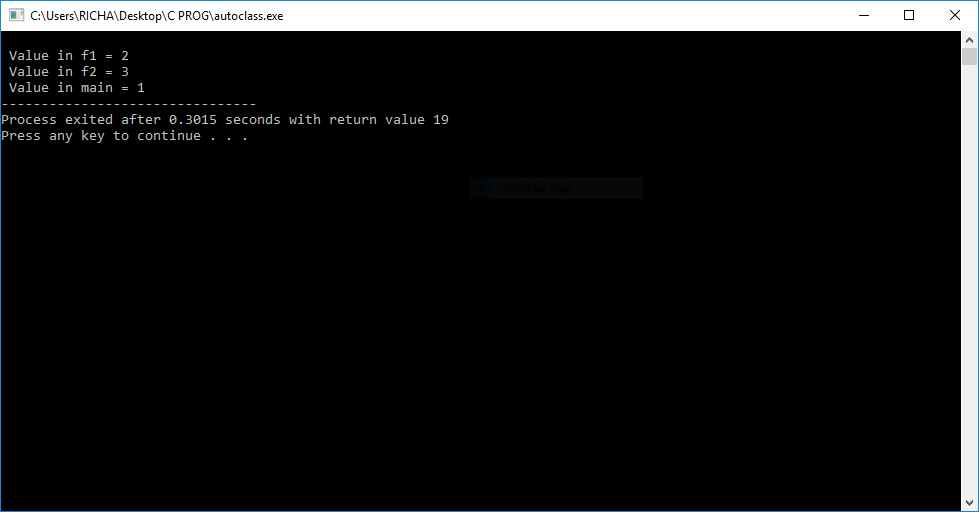 C:\Users\RICHA\Desktop\C PROG\autoclass.exe
Value in f1 = 2
Value in f2 = 3
Value in main = 1
--------------------------------
Process exited after 0.3015 seconds with return value 19
Press any key to continue . . .
Window Snip